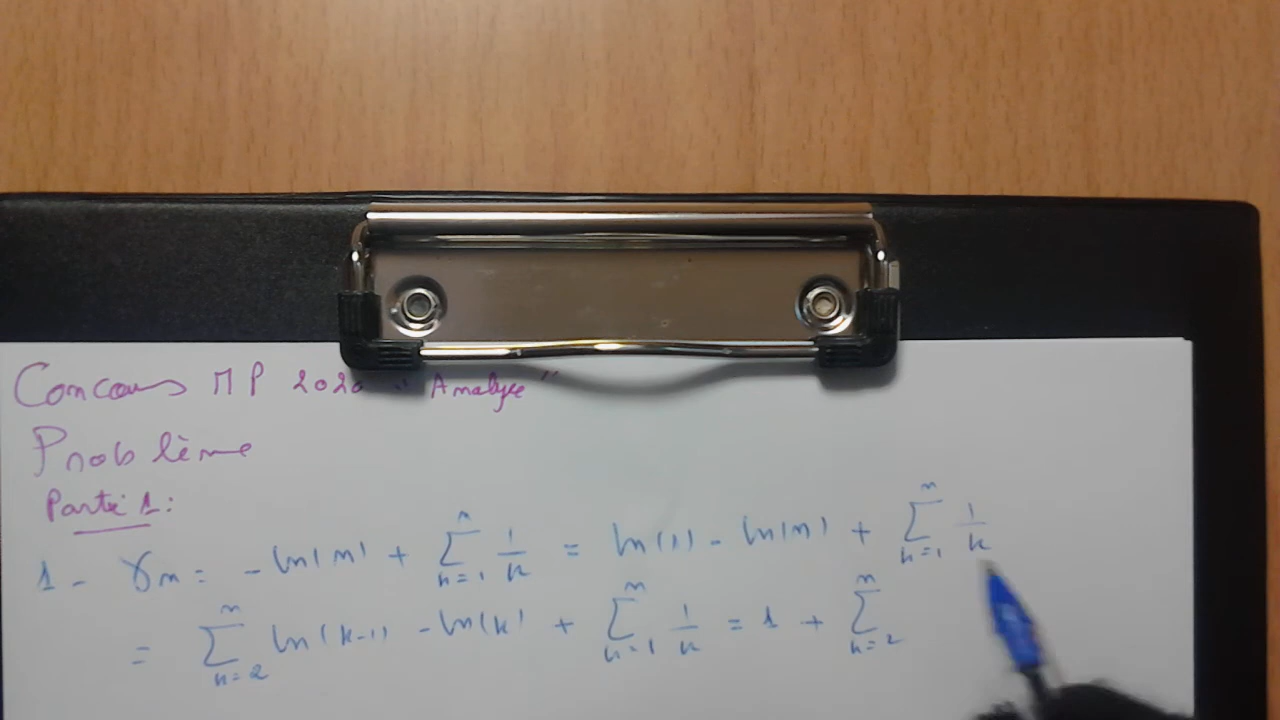 Concours MP 2020 "Analyse"
Problème
Partie 1:
1 - γn = - ln(n) + ∑_{k=1}^{n} 1/k = ln(1) - ln(n) + ∑_{k=1}^{n} 1/k
= ∑_{k=2}^{n} ln(k-1) - ln(k) + ∑_{k=1}^{n} 1/k = 1 + ∑_{k=2}^{n}